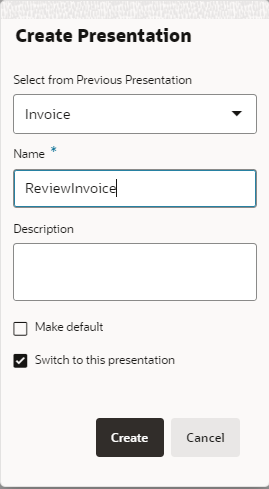 Create Presentation
Select from Previous Presentation
Invoice
Name *
ReviewInvoice
Description
Make default
Switch to this presentation
Create Cancel